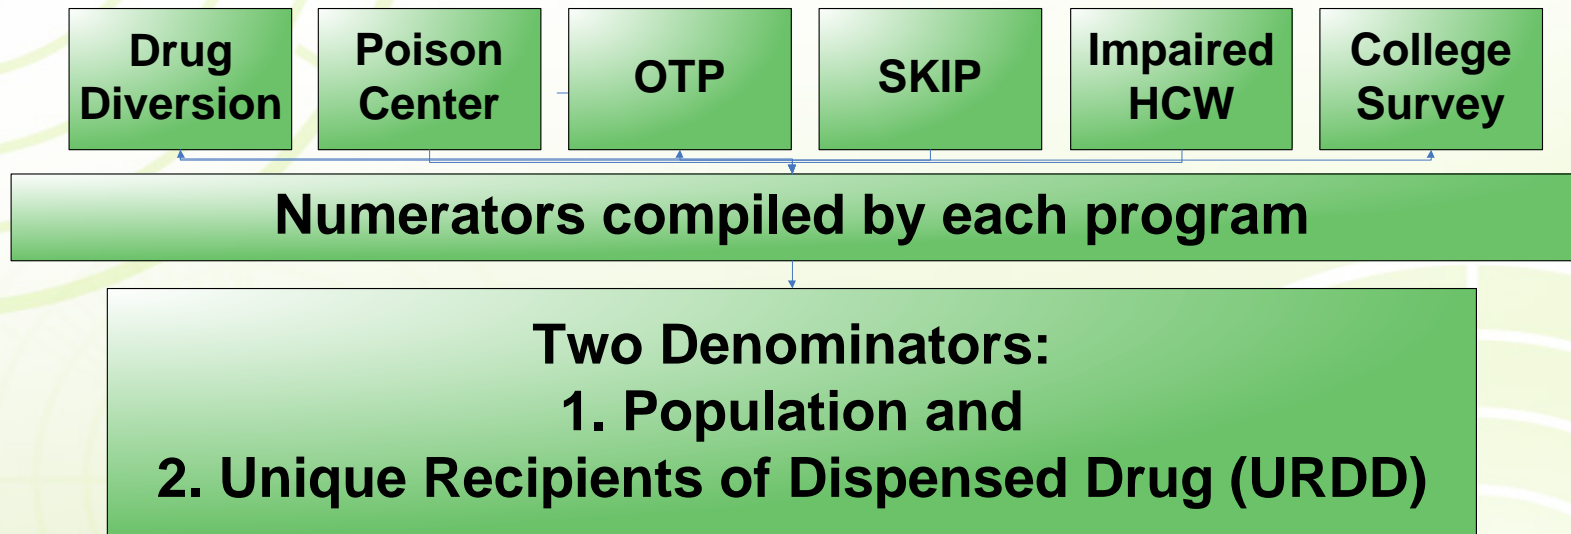 Drug
Diversion
Poison
Center
OTP
SKIP
Impaired
HCW
College
Survey
Numerators compiled by each program
Two Denominators:
1. Population and
2. Unique Recipients of Dispensed Drug (URDD)